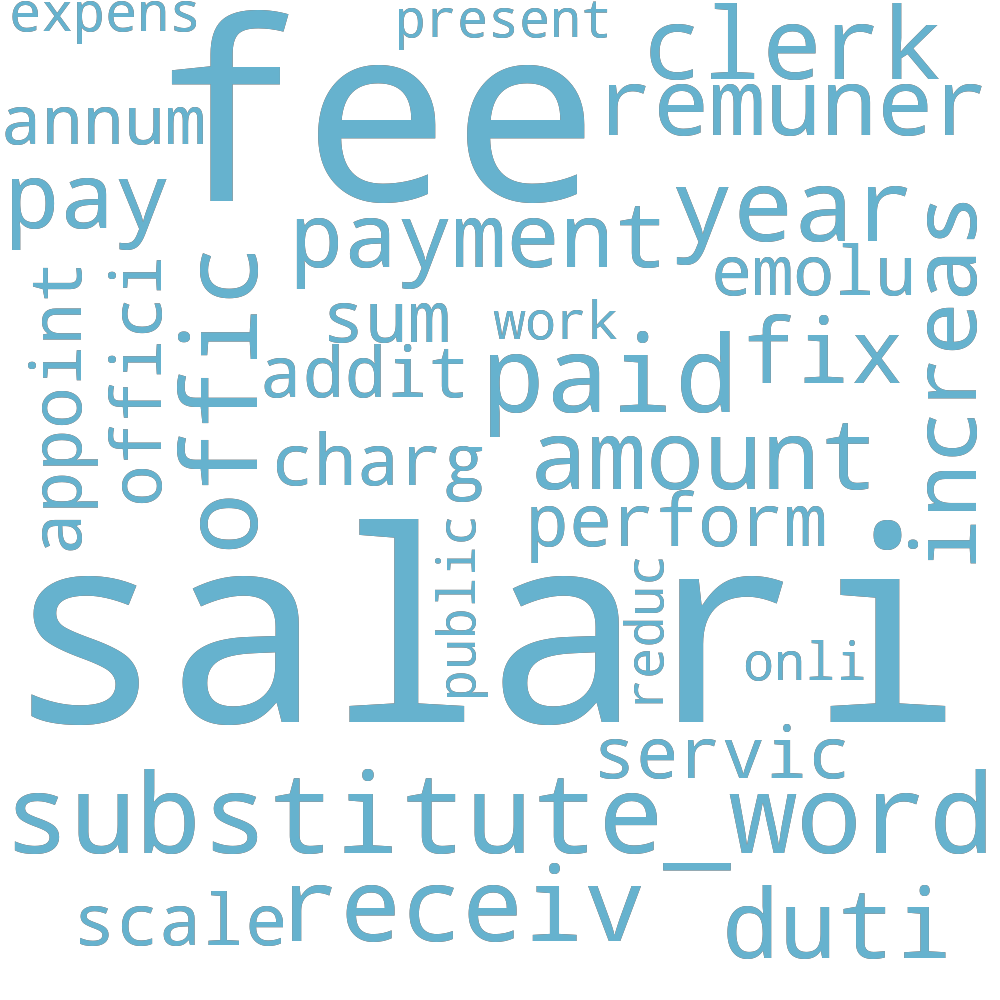 expens
present
fee
clerk
remuner
annum
pay
payment
year
emolu
appoint
offici
offic
sum
work
increas
addit
paid
fix
charg
amount
perform
salari
public
reduc
onli
servic
substitute_word
scale
receiv
duti